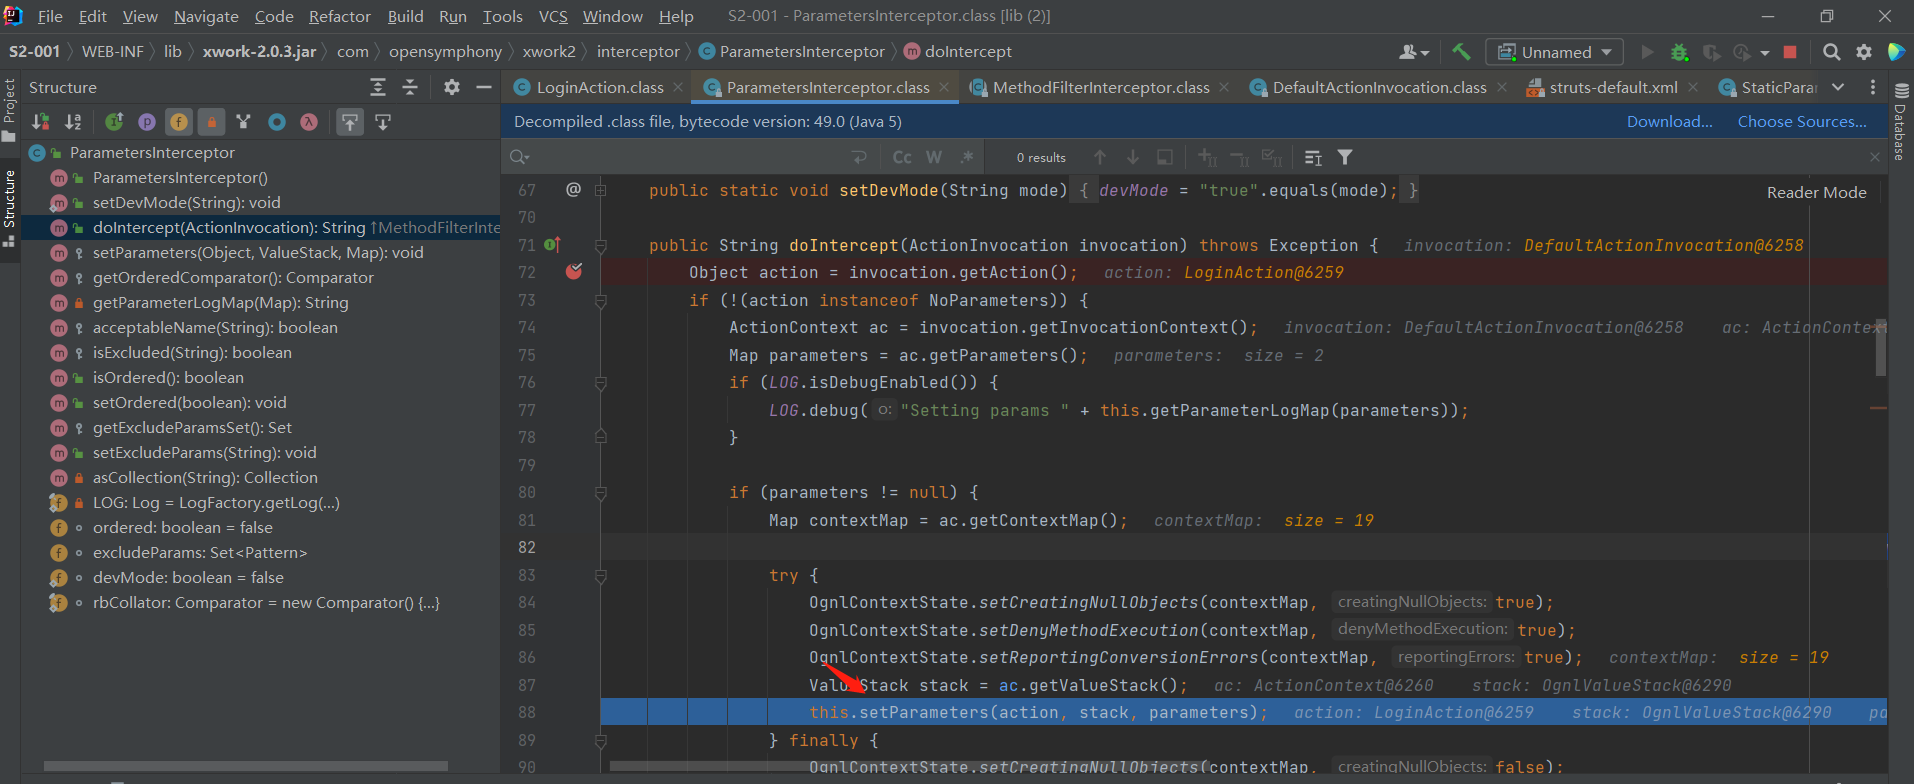 File Edit View Navigate Code Refactor Build Run Tools VCS Window Help S2-001 - ParametersInterceptor.class [lib (2)]
S2-001 WEB-INF lib xwork-2.0.3.jar com opensymphony xwork2 interceptor ParametersInterceptor doIntercept Unnamed
Project
Structure
Database
Structure
LoginAction.class ParametersInterceptor.class MethodFilterInterceptor.class DefaultActionInvocation.class struts-default.xml StaticParar
Decompiled .class file, bytecode version: 49.0 (Java 5) Download... Choose Sources...
Cc W .* 0 results
Reader Mode
ParametersInterceptor
ParametersInterceptor()
setDevMode(String): void
doIntercept(ActionInvocation): String ↑MethodFilterInte
setParameters(Object, ValueStack, Map): void
getOrderedComparator(): Comparator
getParameterLogMap(Map): String
acceptableName(String): boolean
isExcluded(String): boolean
isOrdered(): boolean
setOrdered(boolean): void
getExcludeParamsSet(): Set
setExcludeParams(String): void
asCollection(String): Collection
LOG: Log = LogFactory.getLog(...)
ordered: boolean = false
excludeParams: Set<Pattern>
devMode: boolean = false
rbCollator: Comparator = new Comparator() {...}
67 @ public static void setDevMode(String mode) { devMode = "true".equals(mode); }
70
71 public String doIntercept(ActionInvocation invocation) throws Exception { invocation: DefaultActionInvocation@6258
72 Object action = invocation.getAction(); action: LoginAction@6259
73 if (!(action instanceof NoParameters)) {
74 ActionContext ac = invocation.getInvocationContext(); invocation: DefaultActionInvocation@6258 ac: ActionContext
75 Map parameters = ac.getParameters(); parameters: size = 2
76 if (LOG.isDebugEnabled()) {
77 LOG.debug( o: "Setting params " + this.getParameterLogMap(parameters));
78 }
79
80 if (parameters != null) {
81 Map contextMap = ac.getContextMap(); contextMap: size = 19
82
83 try {
84 OgnlContextState.setCreatingNullObjects(contextMap, creatingNullObjects: true);
85 OgnlContextState.setDenyMethodExecution(contextMap, denyMethodExecution: true);
86 OgnlContextState.setReportingConversionErrors(contextMap, reportingErrors: true); contextMap: size = 19
87 ValueStack stack = ac.getValueStack(); ac: ActionContext@6260 stack: OgnlValueStack@6290
88 this.setParameters(action, stack, parameters); action: LoginAction@6259 stack: OgnlValueStack@6290 pa
89 } finally {
90 OgnlContextState.setCreatingNullObjects(contextMap, creatingNullObjects: false);